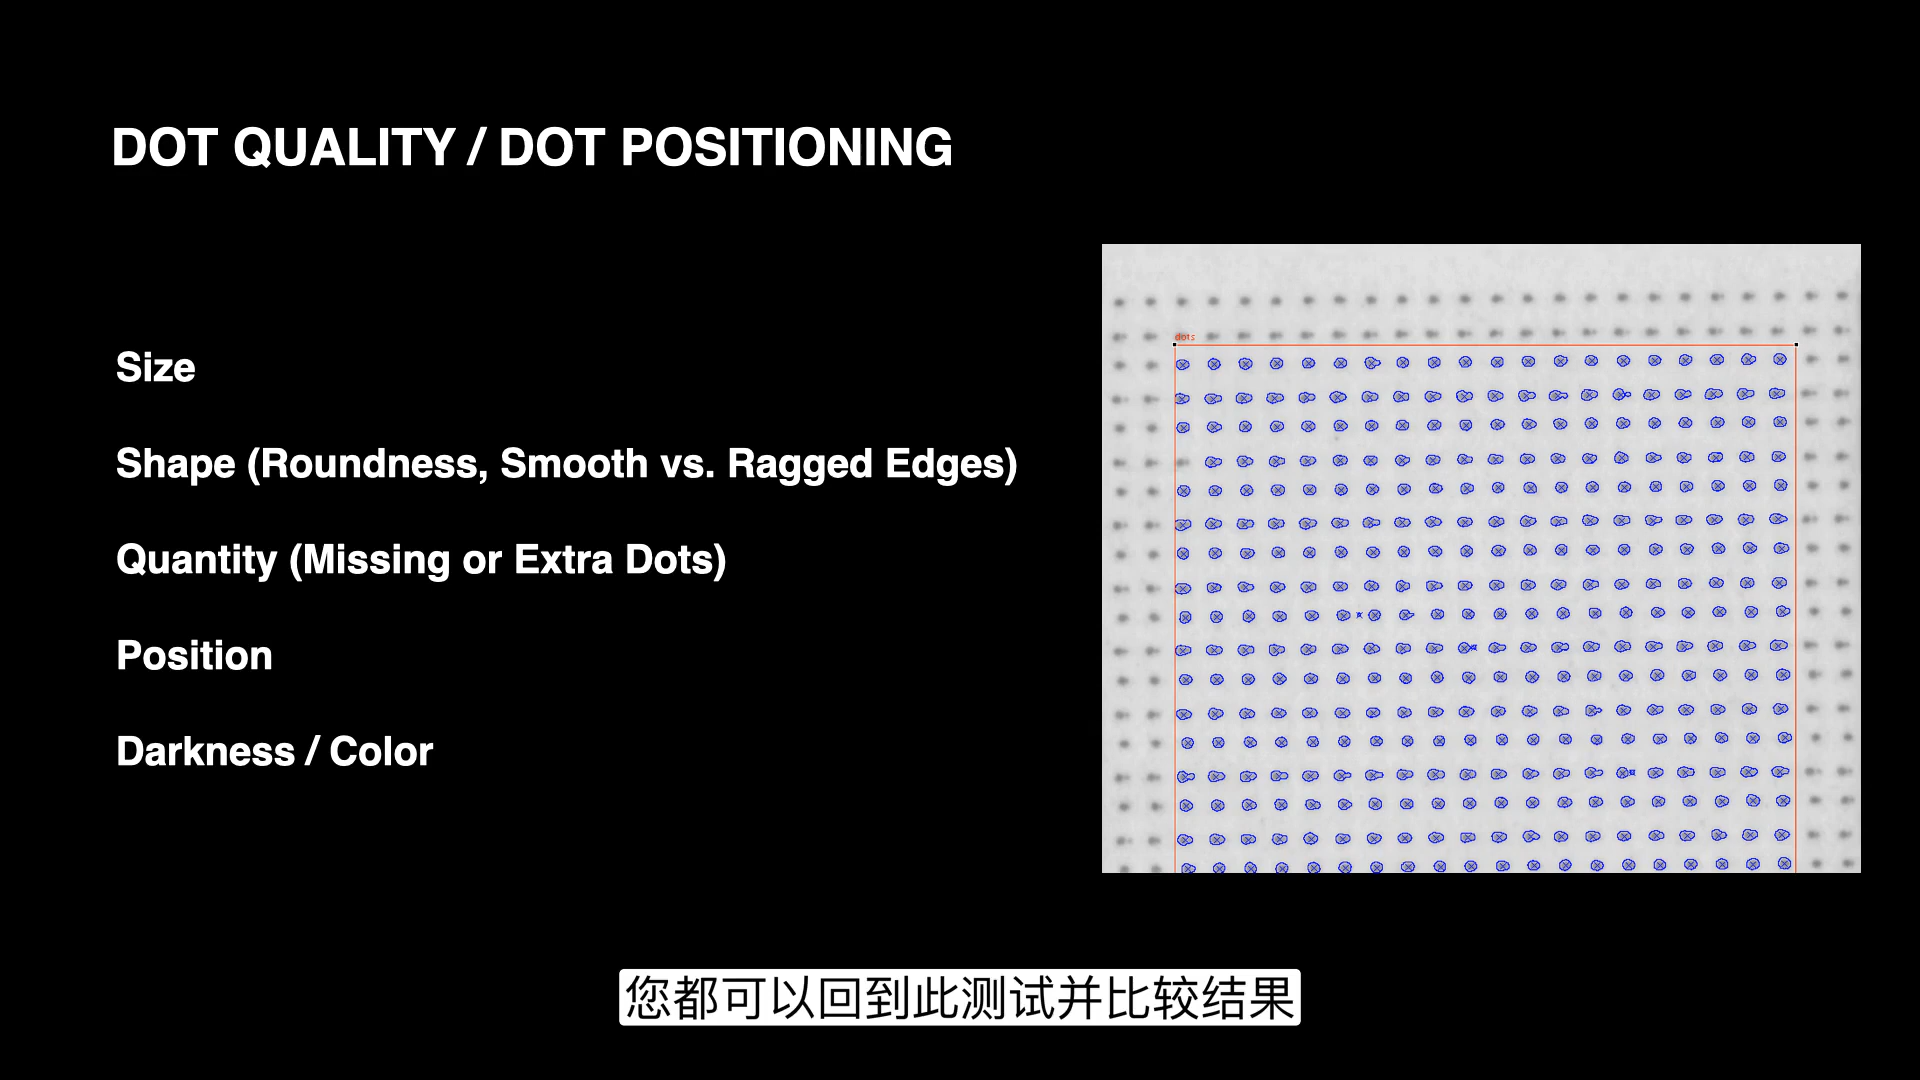 DOT QUALITY / DOT POSITIONING
Size
Shape (Roundness, Smooth vs. Ragged Edges)
Quantity (Missing or Extra Dots)
Position
Darkness / Color
dots
您都可以回到此测试并比较结果